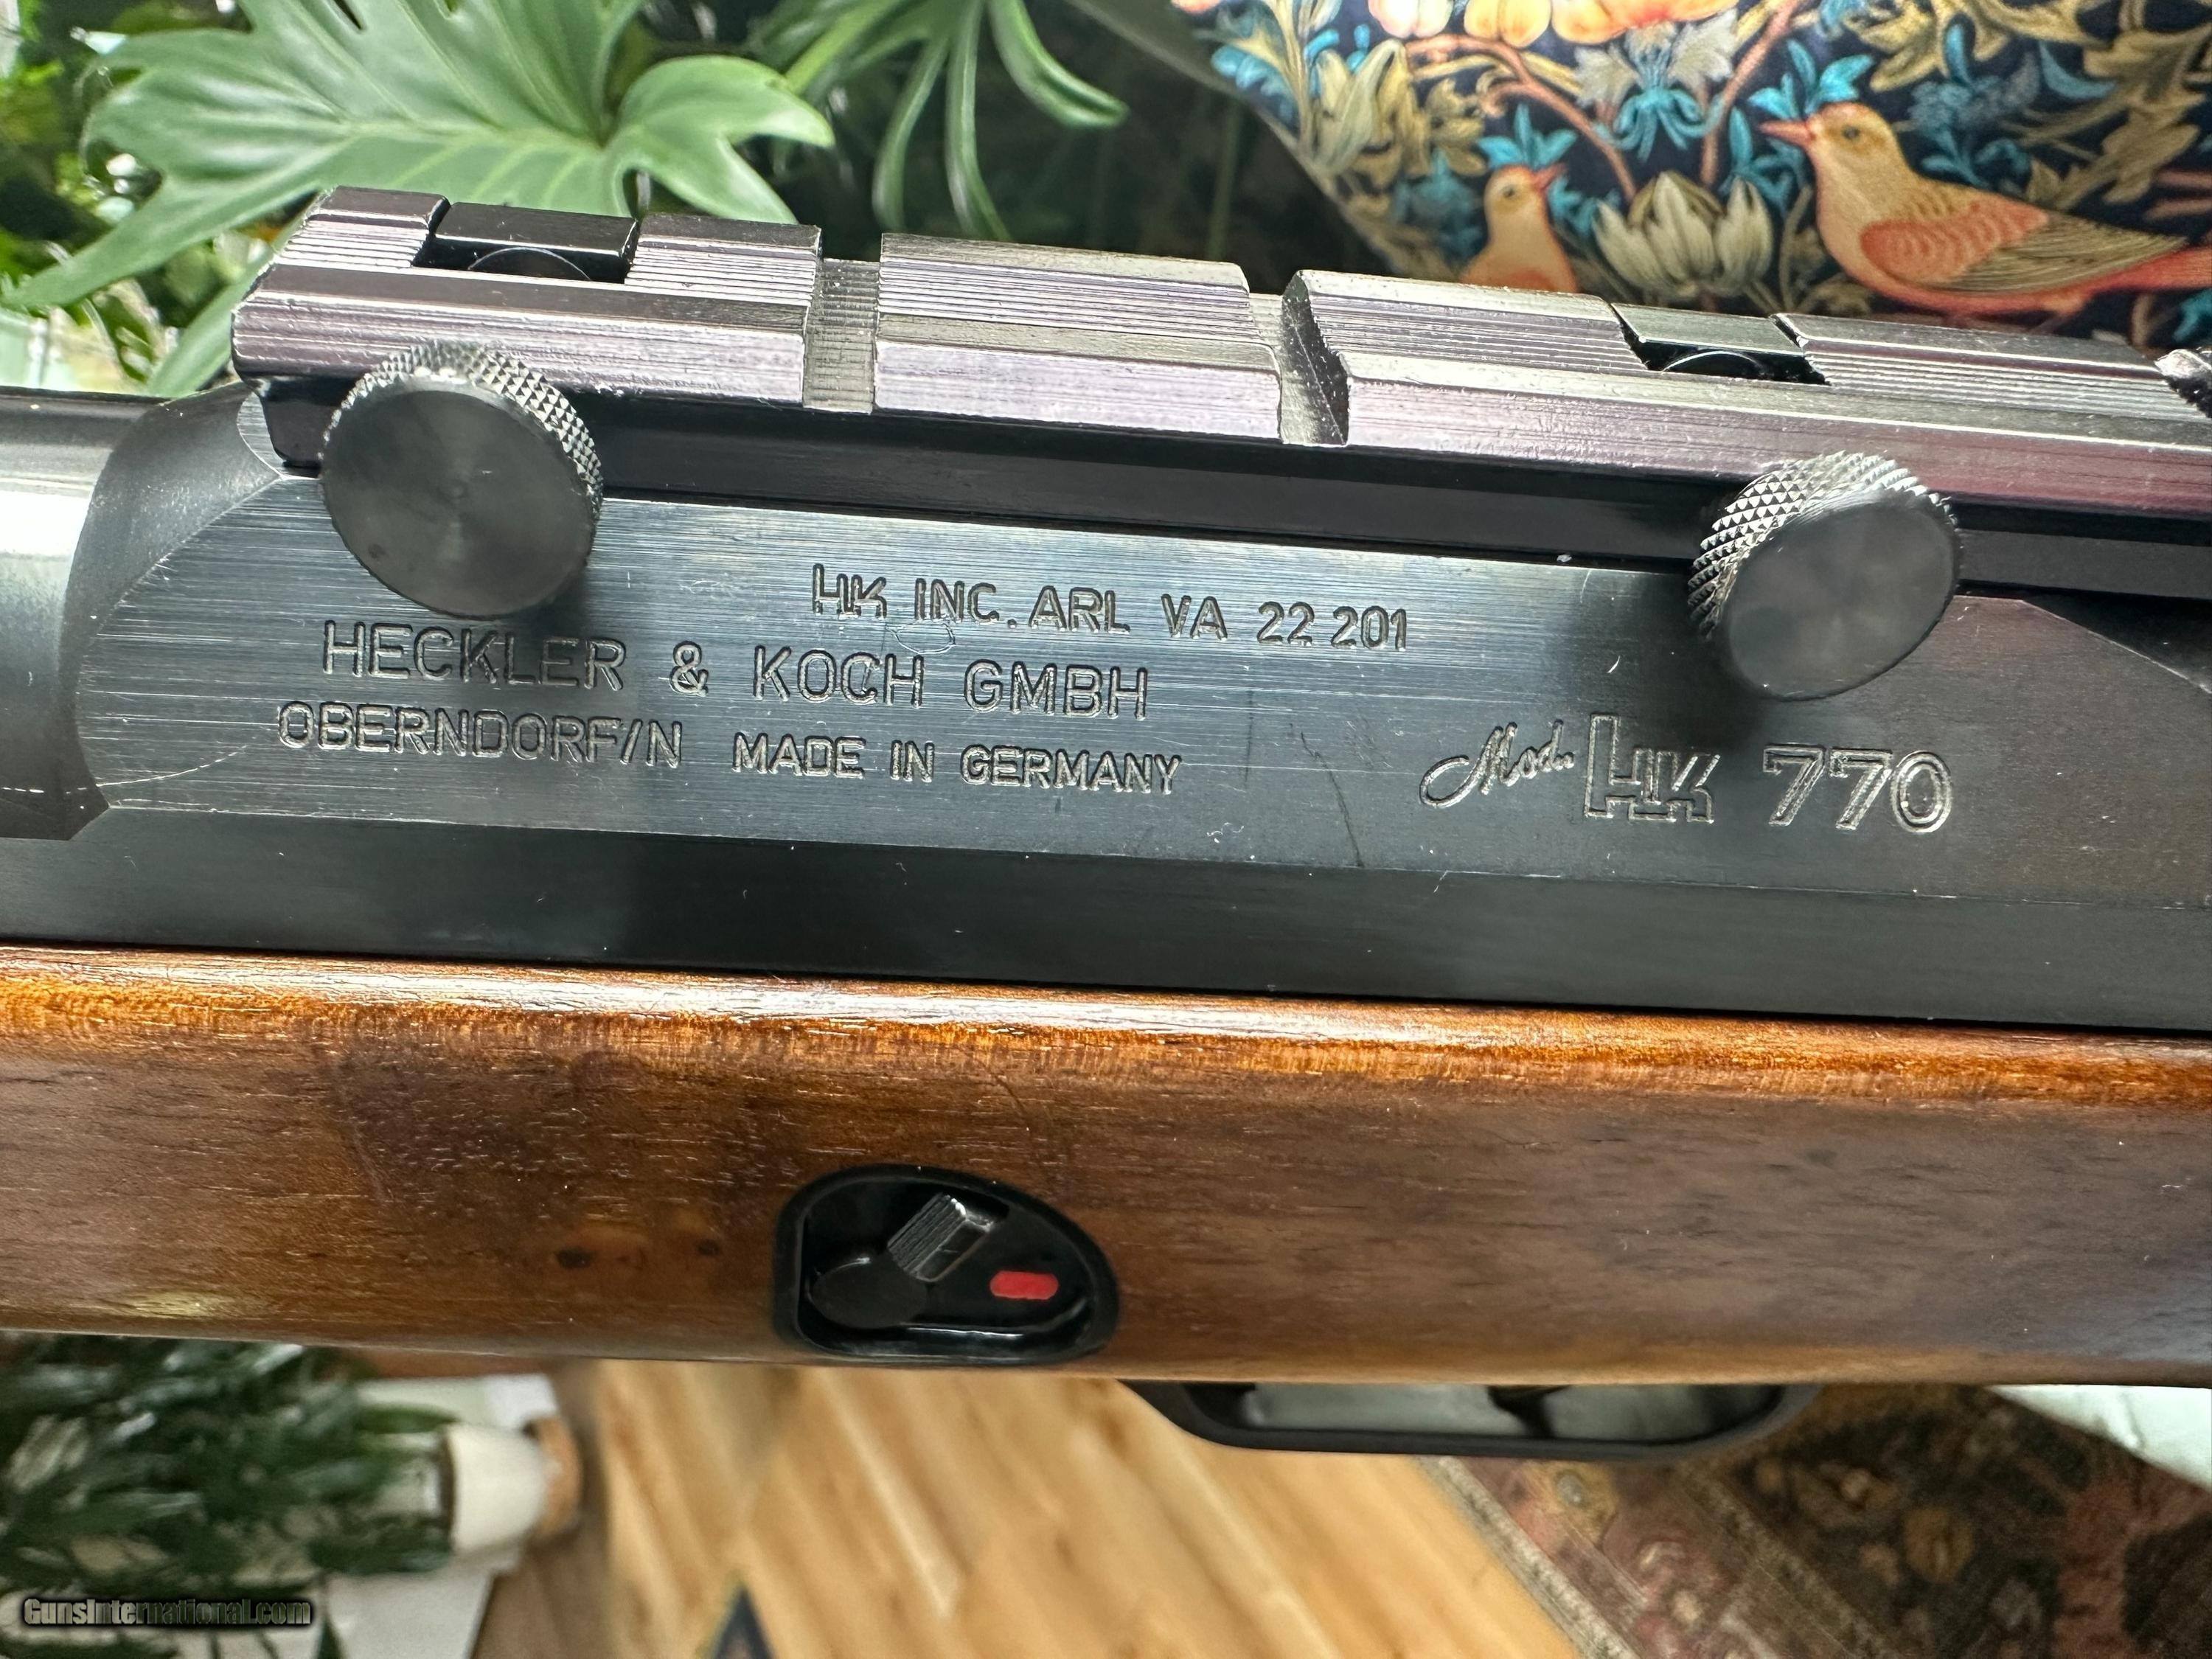 HK INC. ARL VA 22 201
HECKLER & KOCH GMBH
OBERNDORF/N MADE IN GERMANY
Mod. HK 770
GunsInternational.com